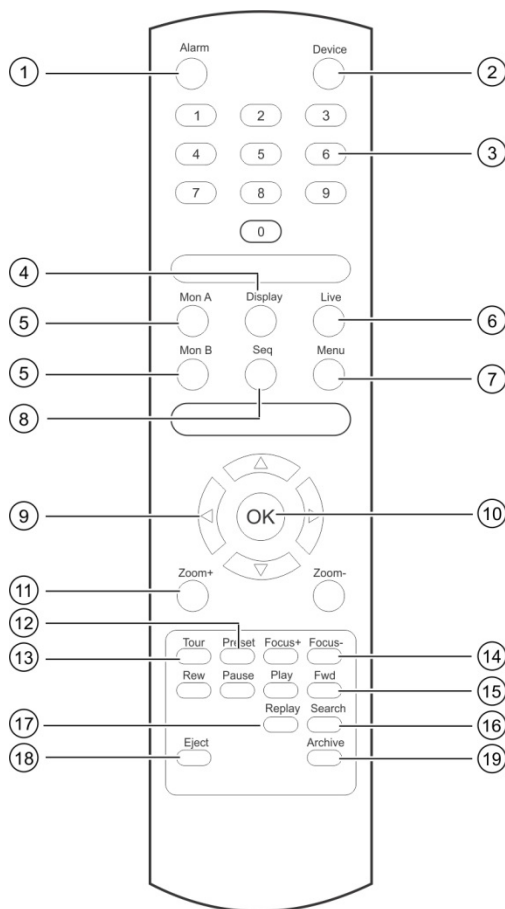 Alarm Device
1 2
1 2 3
4 5 6 3
7 8 9
0
4
Mon A Display Live
5 6
Mon B Seq Menu
5 7
8
9 OK 10
Zoom+ Zoom-
11
12
Tour Preset Focus+ Focus-
13 14
Rew Pause Play Fwd
15
Replay Search
17 16
Eject Archive
18 19